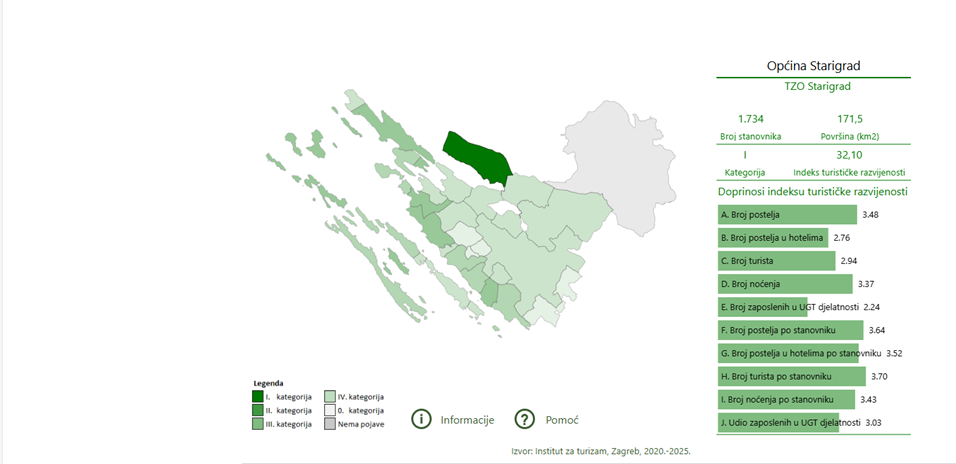 Općina Starigrad
TZO Starigrad
1.734
171,5
Broj stanovnika
Površina (km2)
I
32,10
Kategorija
Indeks turističke razvijenosti
Doprinosi indeksu turističke razvijenosti
A. Broj postelja 3.48
B. Broj postelja u hotelima 2.76
C. Broj turista 2.94
D. Broj noćenja 3.37
E. Broj zaposlenih u UGT djelatnosti 2.24
F. Broj postelja po stanovniku 3.64
G. Broj postelja u hotelima po stanovniku 3.52
H. Broj turista po stanovniku 3.70
I. Broj noćenja po stanovniku 3.43
J. Udio zaposlenih u UGT djelatnosti 3.03
Legenda
I. kategorija
IV. kategorija
II. kategorija
0. kategorija
III. kategorija
Nema pojave
i Informacije
? Pomoć
Izvor: Institut za turizam, Zagreb, 2020.-2025.